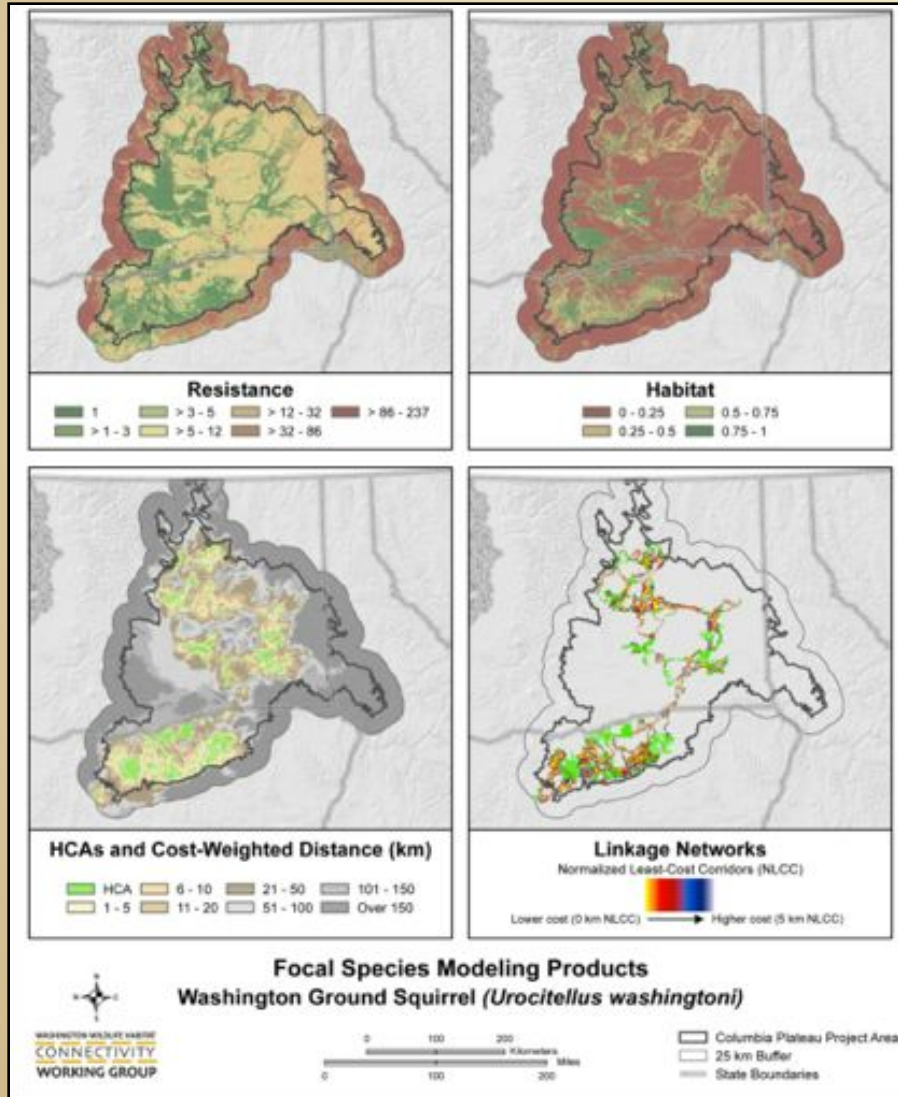 Resistance
1
> 3 - 5
> 12 - 32
> 86 - 237
> 1 - 3
> 5 - 12
> 32 - 86
Habitat
0 - 0.25
0.5 - 0.75
0.25 - 0.5
0.75 - 1
HCAs and Cost-Weighted Distance (km)
HCA
6 - 10
21 - 50
101 - 150
1 - 5
11 - 20
51 - 100
Over 150
Linkage Networks
Normalized Least-Cost Corridors (NLCC)
Lower cost (0 km NLCC)
Higher cost (5 km NLCC)
Focal Species Modeling Products
Washington Ground Squirrel (Urocitellus washingtoni)
WASHINGTON WILDLIFE HABITAT
CONNECTIVITY
WORKING GROUP
0 100 200
Kilometers
Miles
0 100 200
Columbia Plateau Project Area
25 km Buffer
State Boundaries